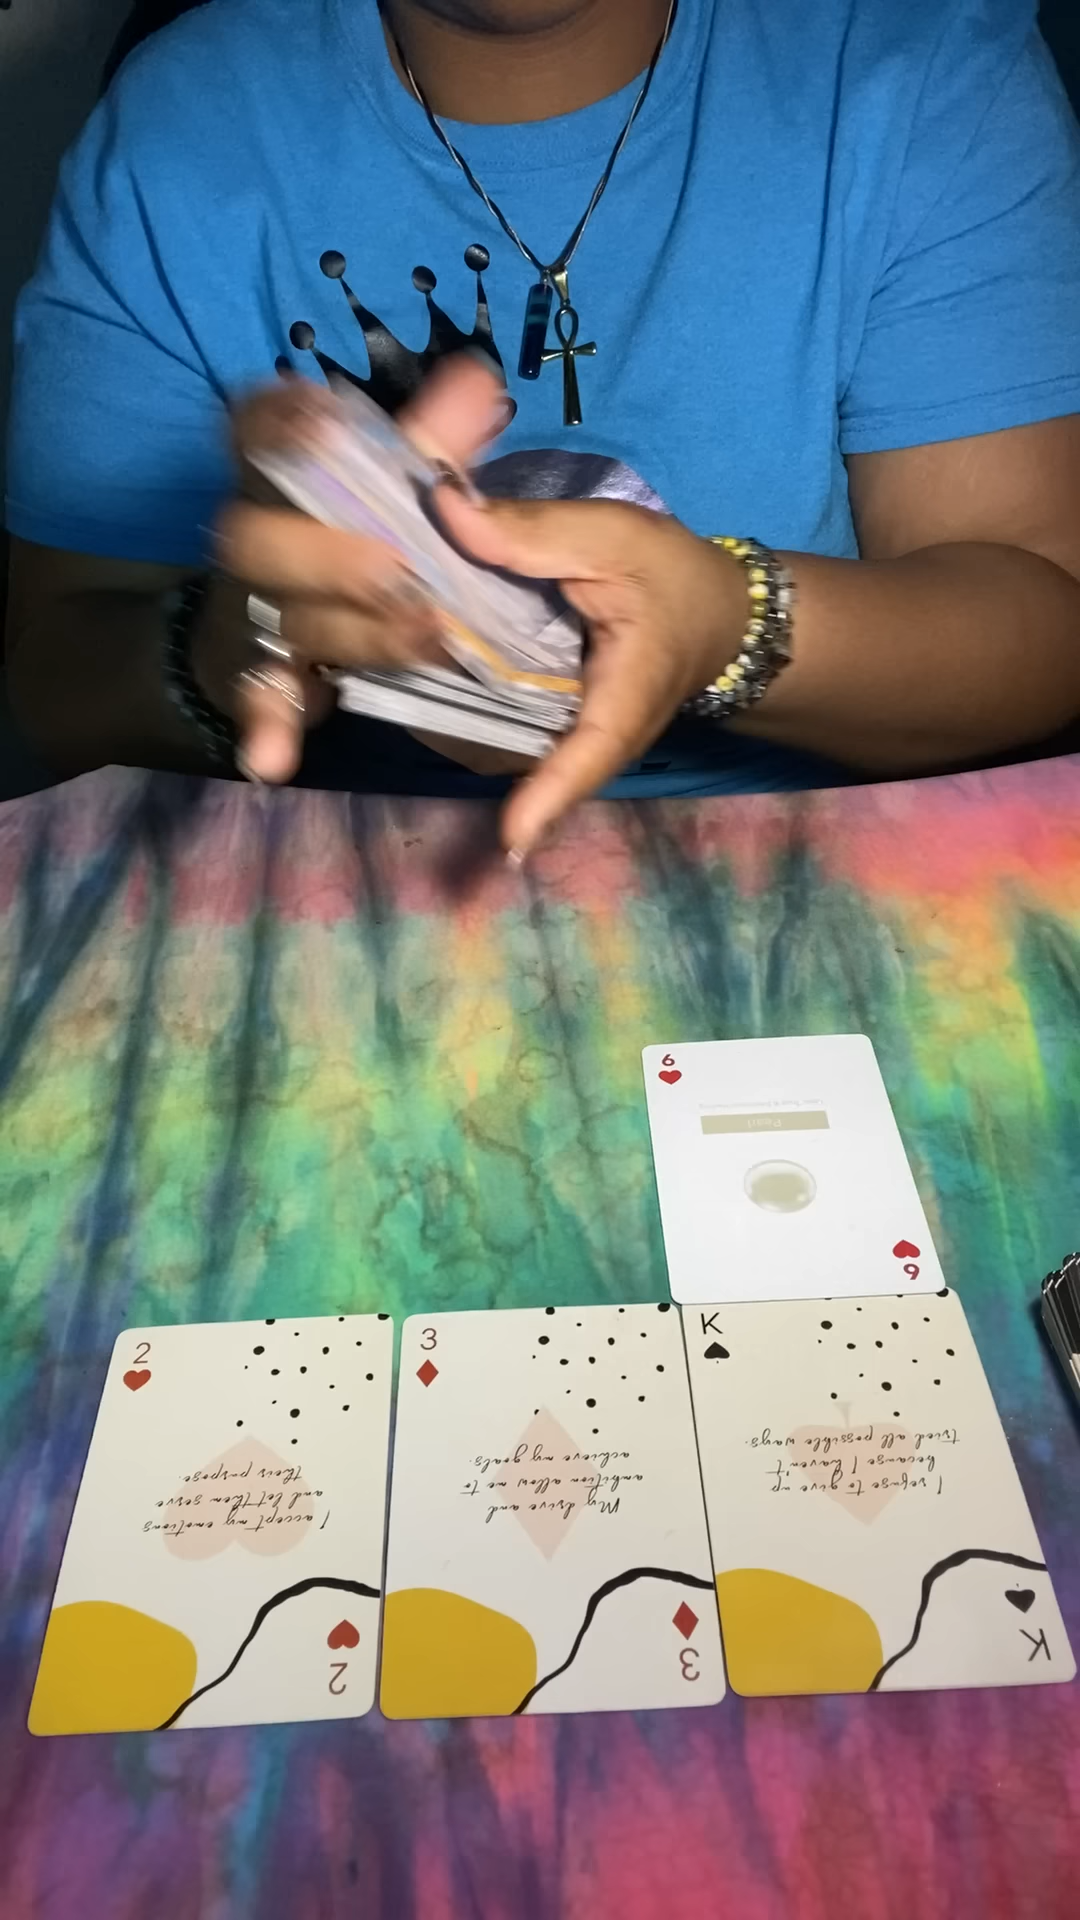 6
Pearl
6
2
I accept my emotions
and let them serve
their purpose.
2
3
My drive and
ambition allow me to
achieve my goals.
3
K
I refuse to give up
because I haven't
tried all possible ways.
K